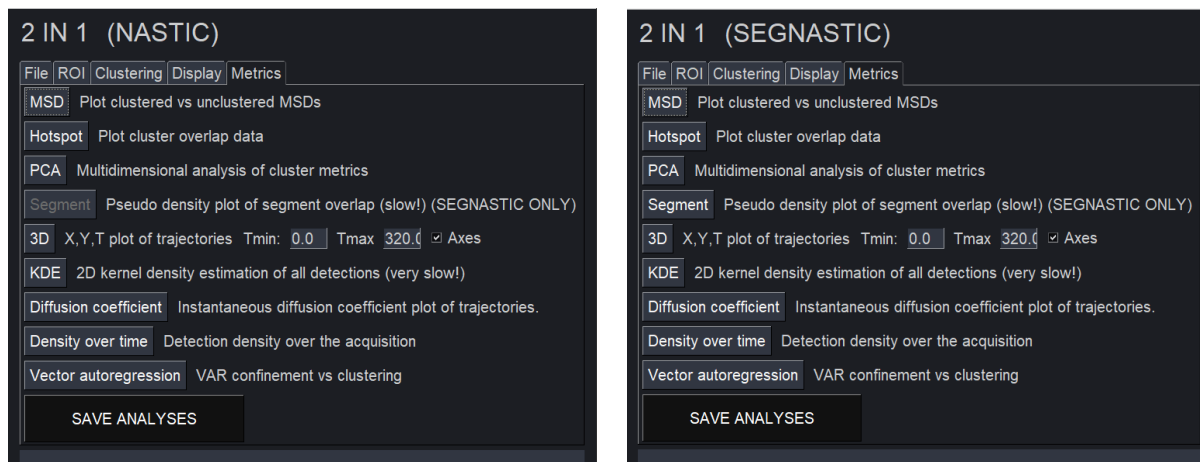 2 IN 1 (NASTIC)
File ROI Clustering Display Metrics
MSD Plot clustered vs unclustered MSDs
Hotspot Plot cluster overlap data
PCA Multidimensional analysis of cluster metrics
Segment Pseudo density plot of segment overlap (slow!) (SEGNASTIC ONLY)
3D X,Y,T plot of trajectories Tmin: 0.0 Tmax 320.0 Axes
KDE 2D kernel density estimation of all detections (very slow!)
Diffusion coefficient Instantaneous diffusion coefficient plot of trajectories.
Density over time Detection density over the acquisition
Vector autoregression VAR confinement vs clustering
SAVE ANALYSES
2 IN 1 (SEGNASTIC)
File ROI Clustering Display Metrics
MSD Plot clustered vs unclustered MSDs
Hotspot Plot cluster overlap data
PCA Multidimensional analysis of cluster metrics
Segment Pseudo density plot of segment overlap (slow!) (SEGNASTIC ONLY)
3D X,Y,T plot of trajectories Tmin: 0.0 Tmax 320.0 Axes
KDE 2D kernel density estimation of all detections (very slow!)
Diffusion coefficient Instantaneous diffusion coefficient plot of trajectories.
Density over time Detection density over the acquisition
Vector autoregression VAR confinement vs clustering
SAVE ANALYSES